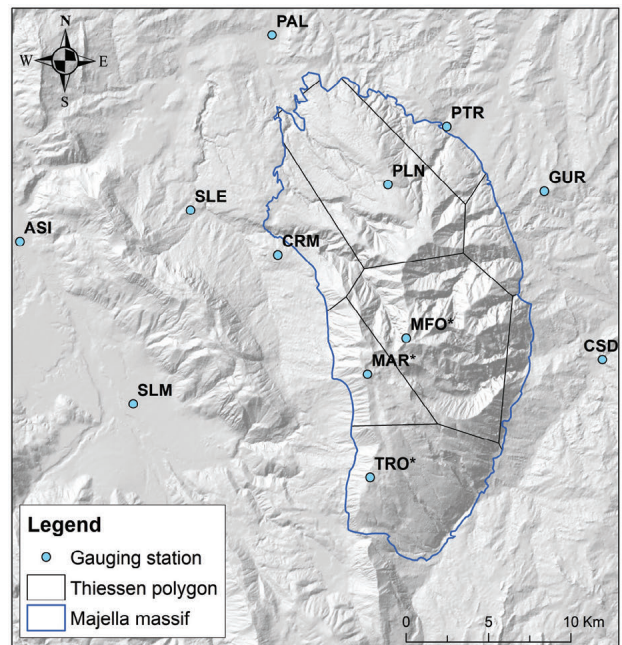 PAL
N
W E
S
PTR
PLN
GUR
SLE
ASI
CRM
MFO*
CSD
MAR*
SLM
TRO*
Legend
Gauging station
Thiessen polygon
Majella massif
0 5 10 Km